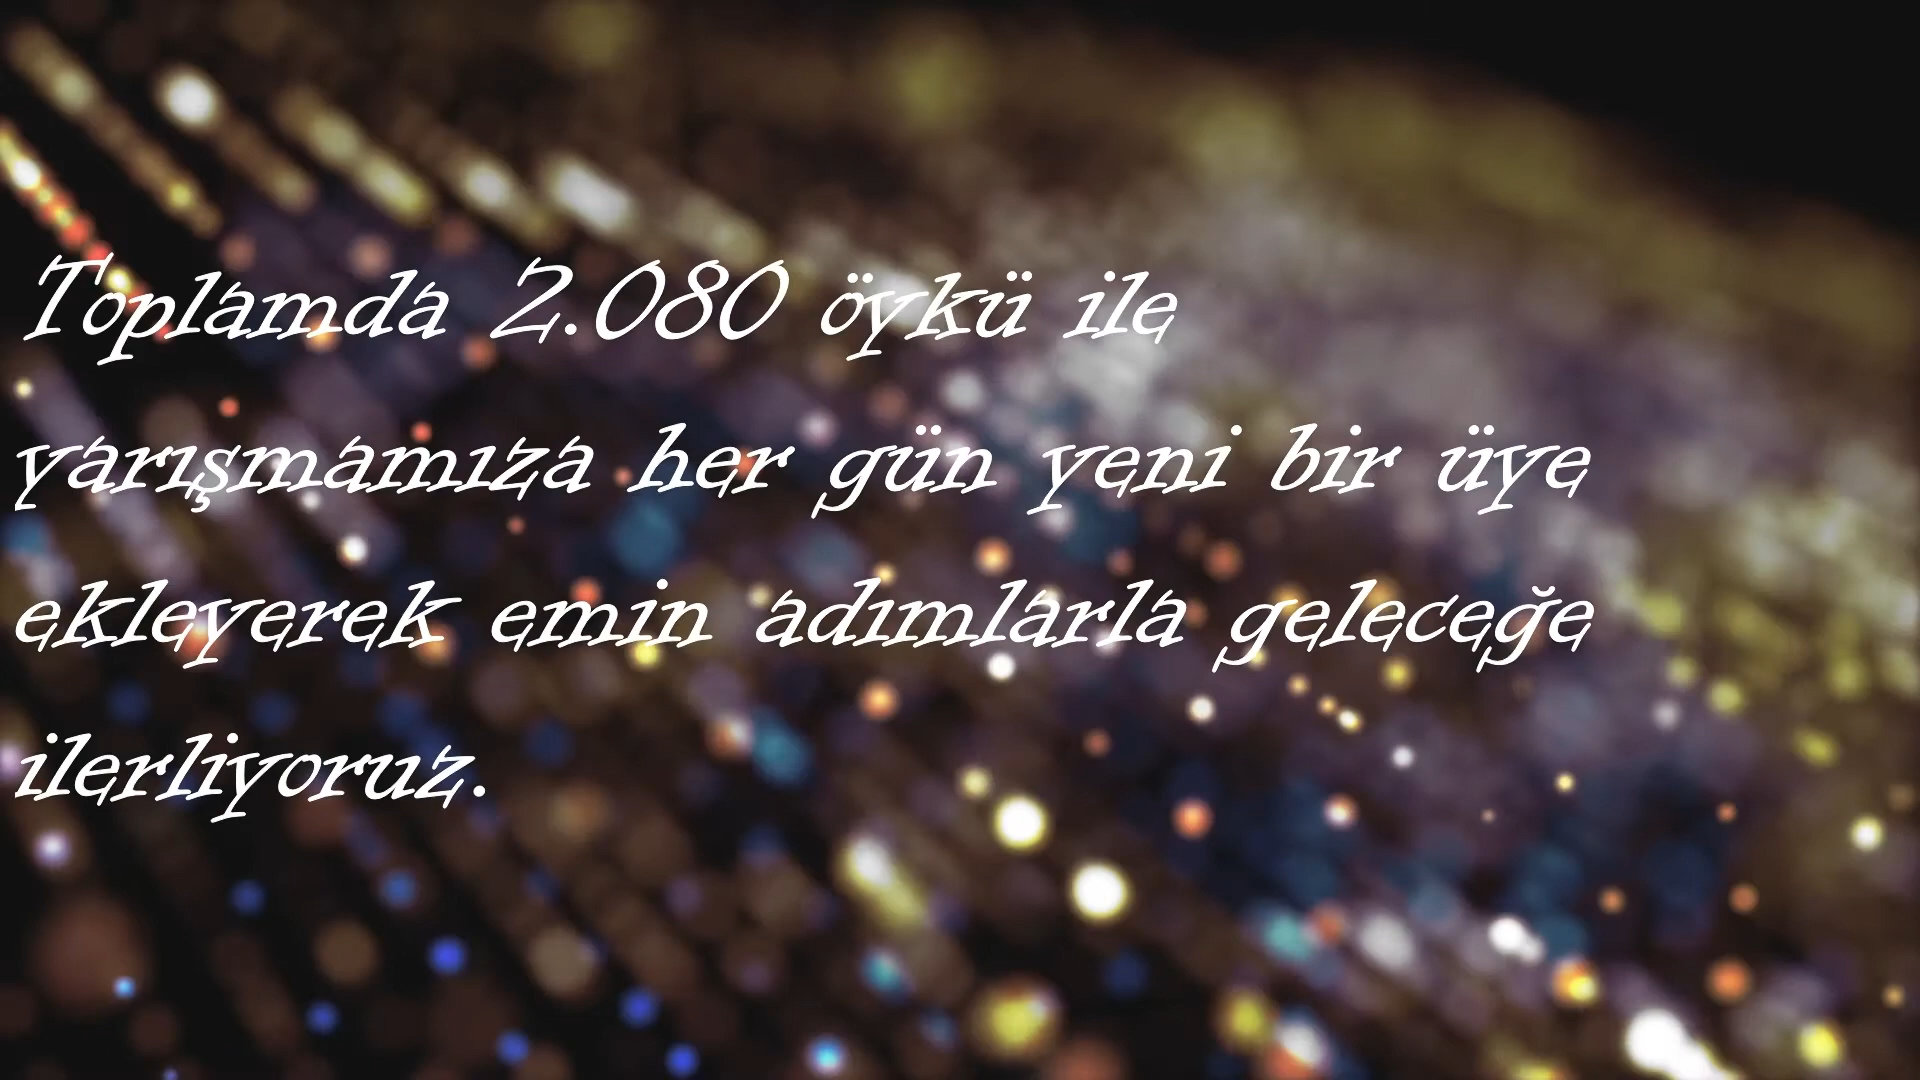 Toplamda 2.080 öykü ile
yarışmamıza her gün yeni bir üye
ekleyerek emin adımlarla geleceğe
ilerliyoruz.